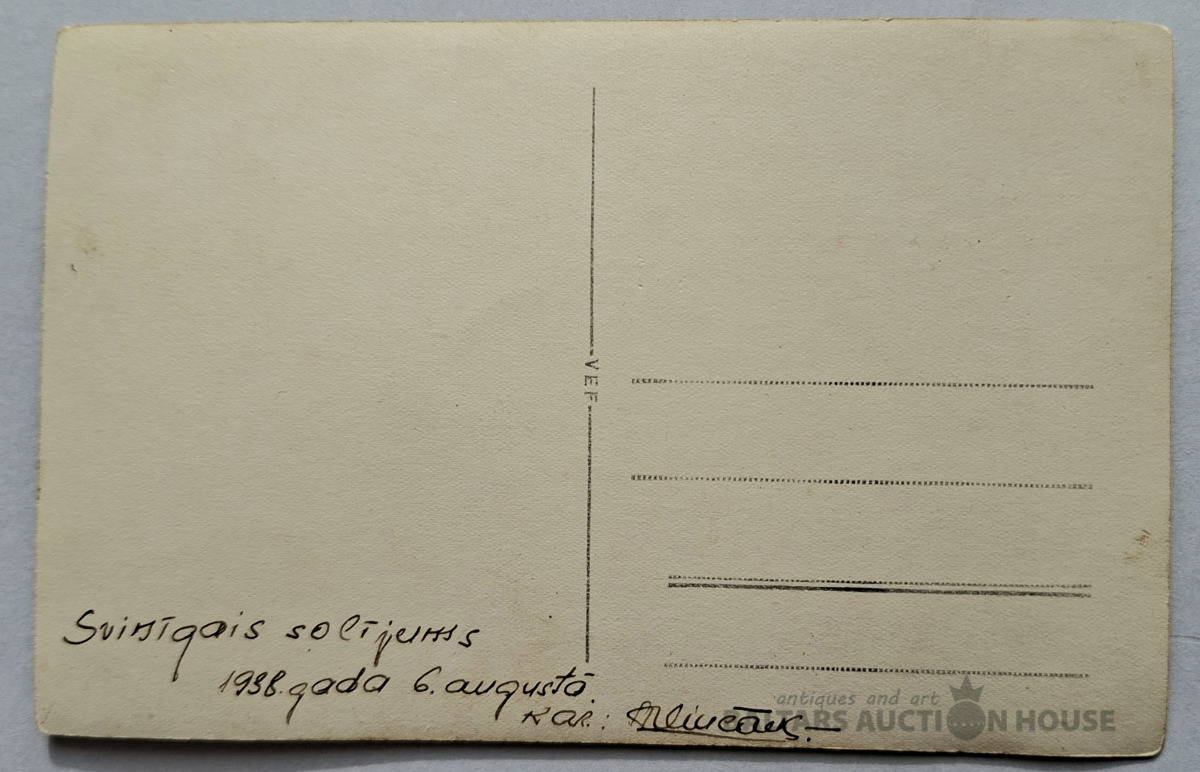 VEF
Svinīgais solījums
1938. gada 6. augustā.
Kar.:
antiques and art
AUCTION HOUSE